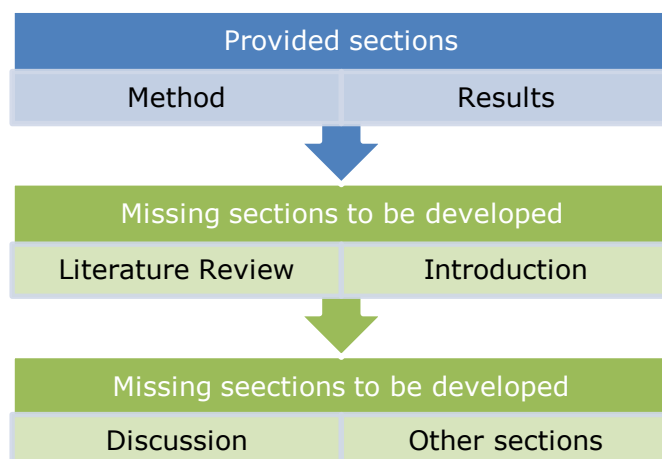 Provided sections
Method Results
Missing sections to be developed
Literature Review Introduction
Missing seections to be developed
Discussion Other sections